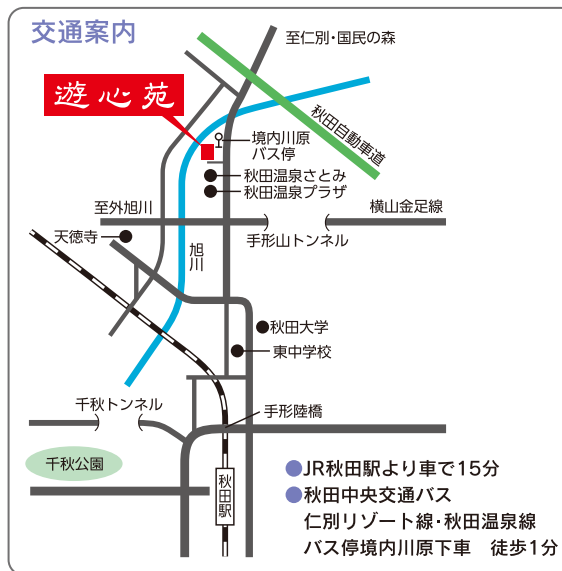 交通案内
至仁別・国民の森
遊心苑
秋田自動車道
境内川原
バス停
秋田温泉さとみ
秋田温泉プラザ
至外旭川
横山金足線
天徳寺
旭川
手形山トンネル
秋田大学
東中学校
千秋トンネル
手形陸橋
千秋公園
秋田駅
●JR秋田駅より車で15分
●秋田中央交通バス
仁別リゾート線・秋田温泉線
バス停境内川原下車　徒歩1分